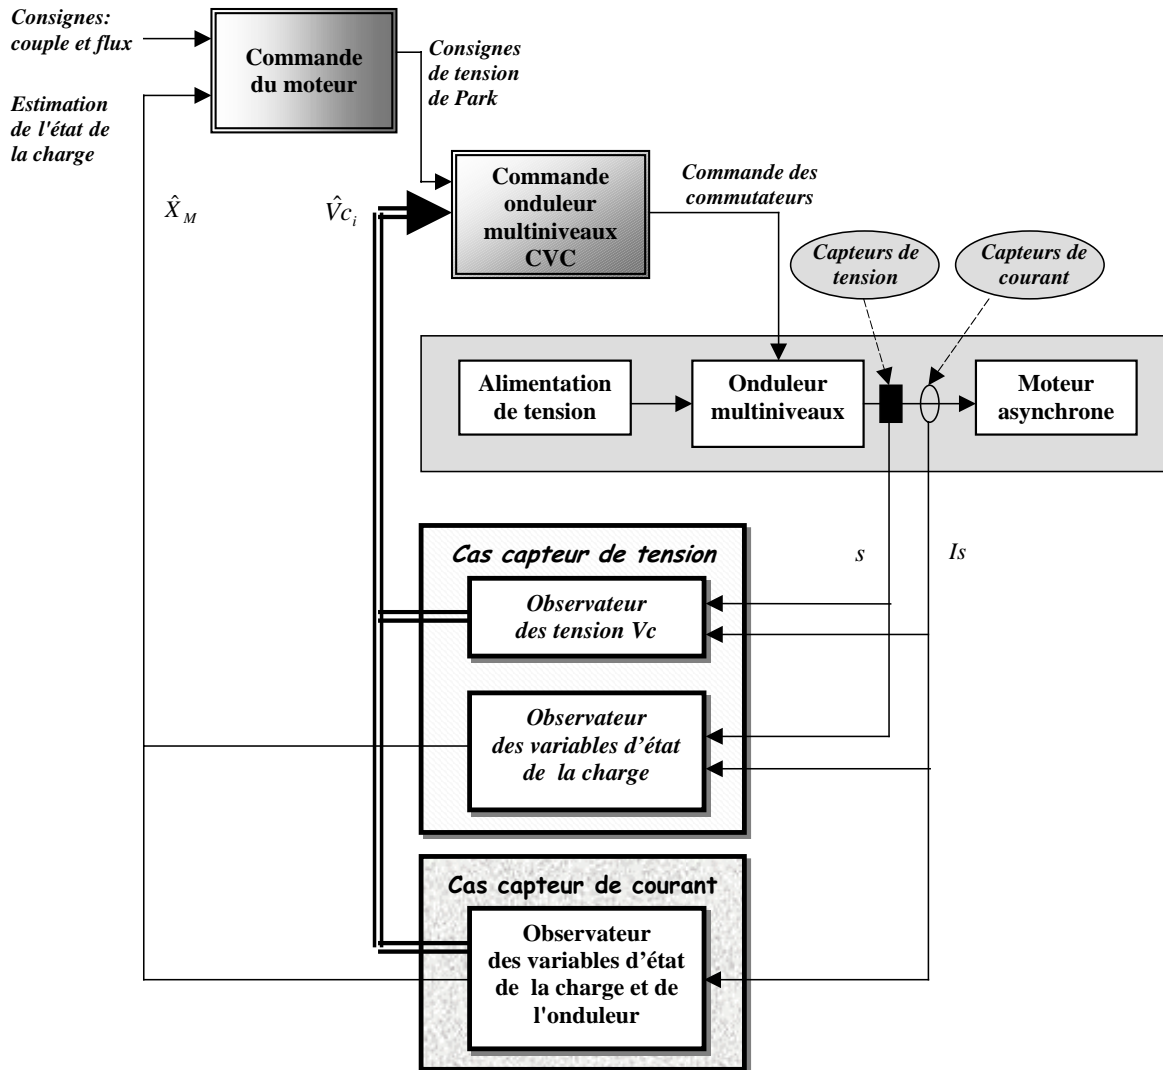 Consignes:
couple et flux
Commande
du moteur
Consignes
de tension
de Park
Estimation
de l'état de
la charge
X̂_M
V̂c_i
Commande
onduleur
multiniveaux
CVC
Commande des
commutateurs
Capteurs de
tension
Capteurs de
courant
Alimentation
de tension
Onduleur
multiniveaux
Moteur
asynchrone
s
Is
Cas capteur de tension
Observateur
des tension Vc
Observateur
des variables d’état
de la charge
Cas capteur de courant
Observateur
des variables d’état
de la charge et de
l'onduleur